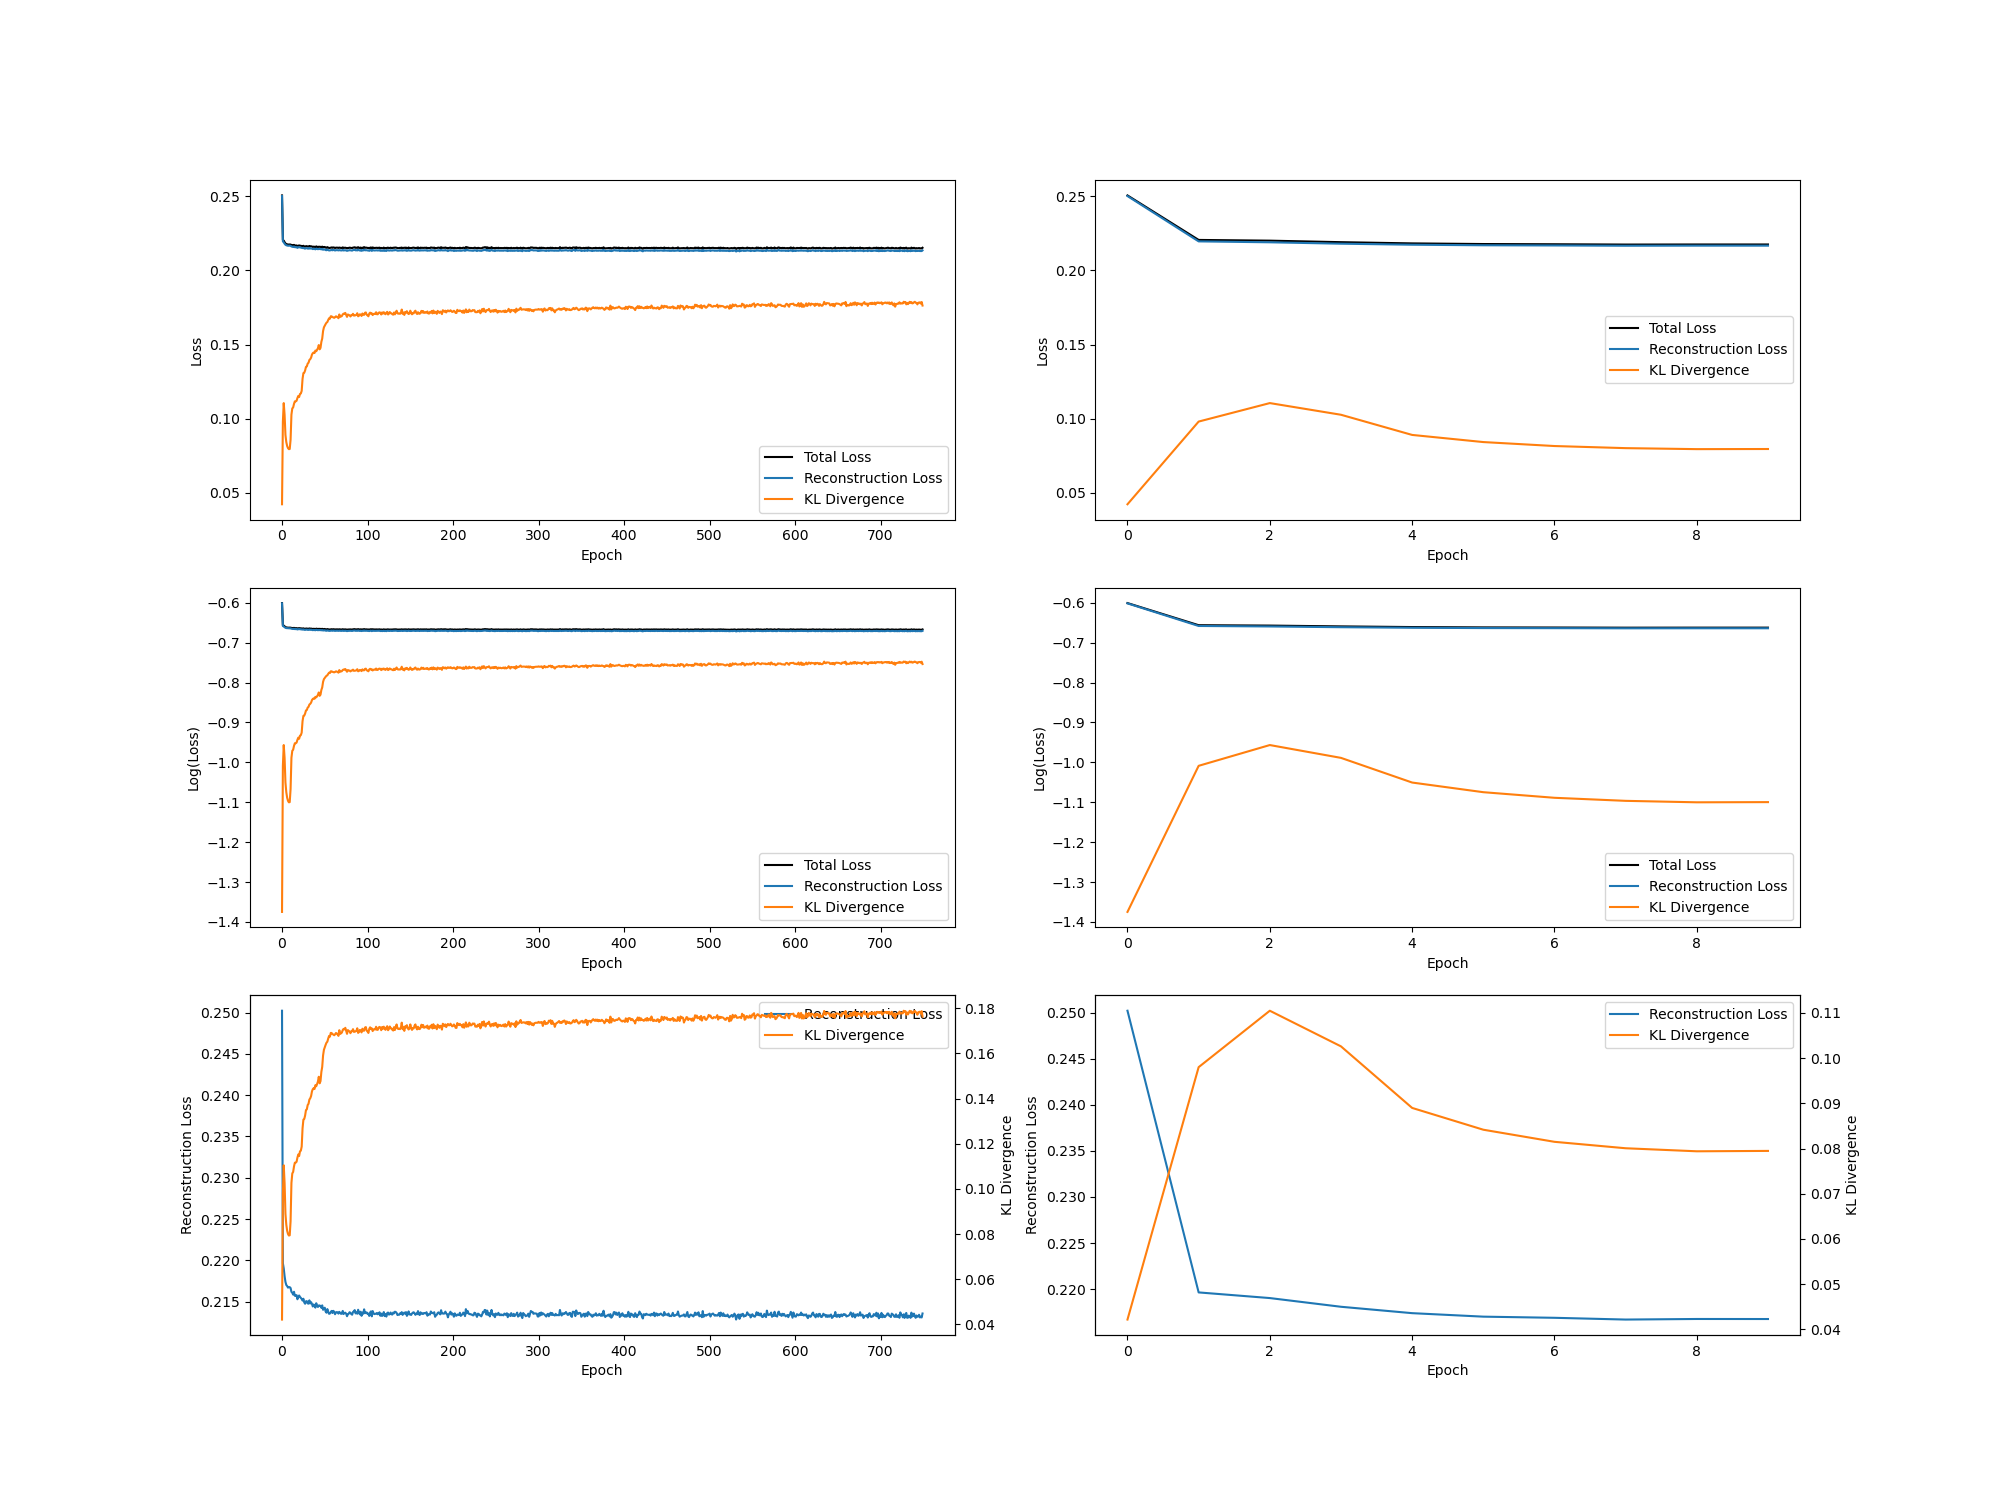 0.25
0.20
0.15
0.10
0.05
Loss
0 100 200 300 400 500 600 700
Epoch
Total Loss
Reconstruction Loss
KL Divergence
0.25
0.20
0.15
0.10
0.05
Loss
0 2 4 6 8
Epoch
Total Loss
Reconstruction Loss
KL Divergence
−0.6
−0.7
−0.8
−0.9
−1.0
−1.1
−1.2
−1.3
−1.4
Log(Loss)
0 100 200 300 400 500 600 700
Epoch
Total Loss
Reconstruction Loss
KL Divergence
−0.6
−0.7
−0.8
−0.9
−1.0
−1.1
−1.2
−1.3
−1.4
Log(Loss)
0 2 4 6 8
Epoch
Total Loss
Reconstruction Loss
KL Divergence
0.250
0.245
0.240
0.235
0.230
0.225
0.220
0.215
Reconstruction Loss
0 100 200 300 400 500 600 700
Epoch
Reconstruction Loss
KL Divergence
0.18
0.16
0.14
0.12
0.10
0.08
0.06
0.04
KL Divergence
0.250
0.245
0.240
0.235
0.230
0.225
0.220
Reconstruction Loss
0 2 4 6 8
Epoch
Reconstruction Loss
KL Divergence
0.11
0.10
0.09
0.08
0.07
0.06
0.05
0.04
KL Divergence